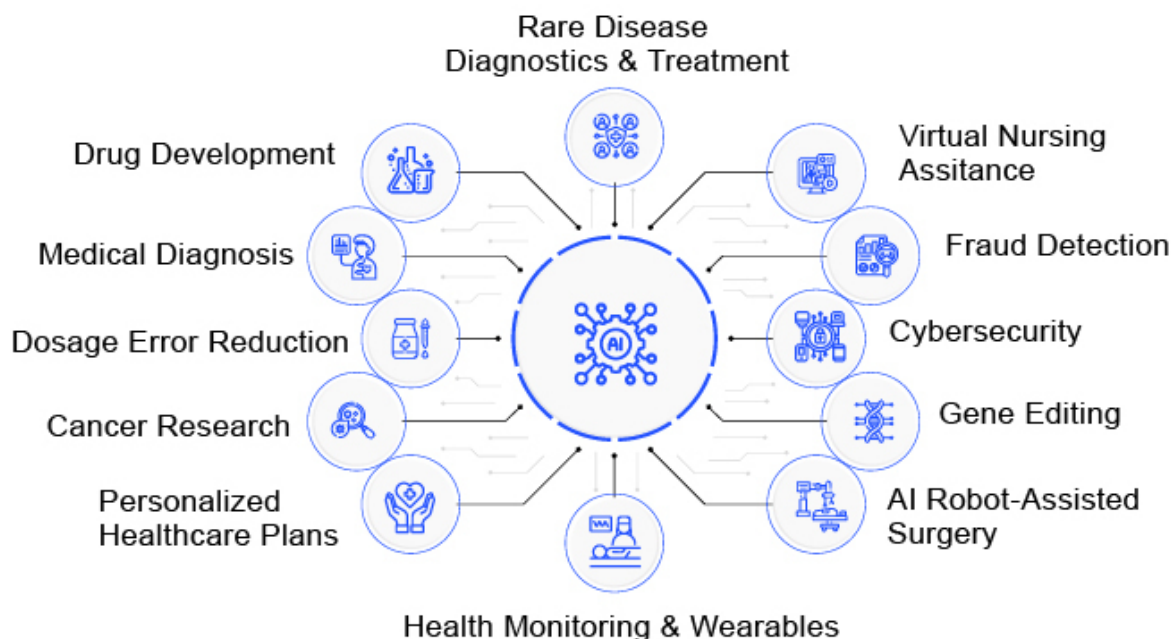 Rare Disease
Diagnostics & Treatment
Drug Development
Virtual Nursing
Assitance
Medical Diagnosis
Fraud Detection
Dosage Error Reduction
AI
Cybersecurity
Cancer Research
Gene Editing
Personalized
Healthcare Plans
AI Robot-Assisted
Surgery
Health Monitoring & Wearables